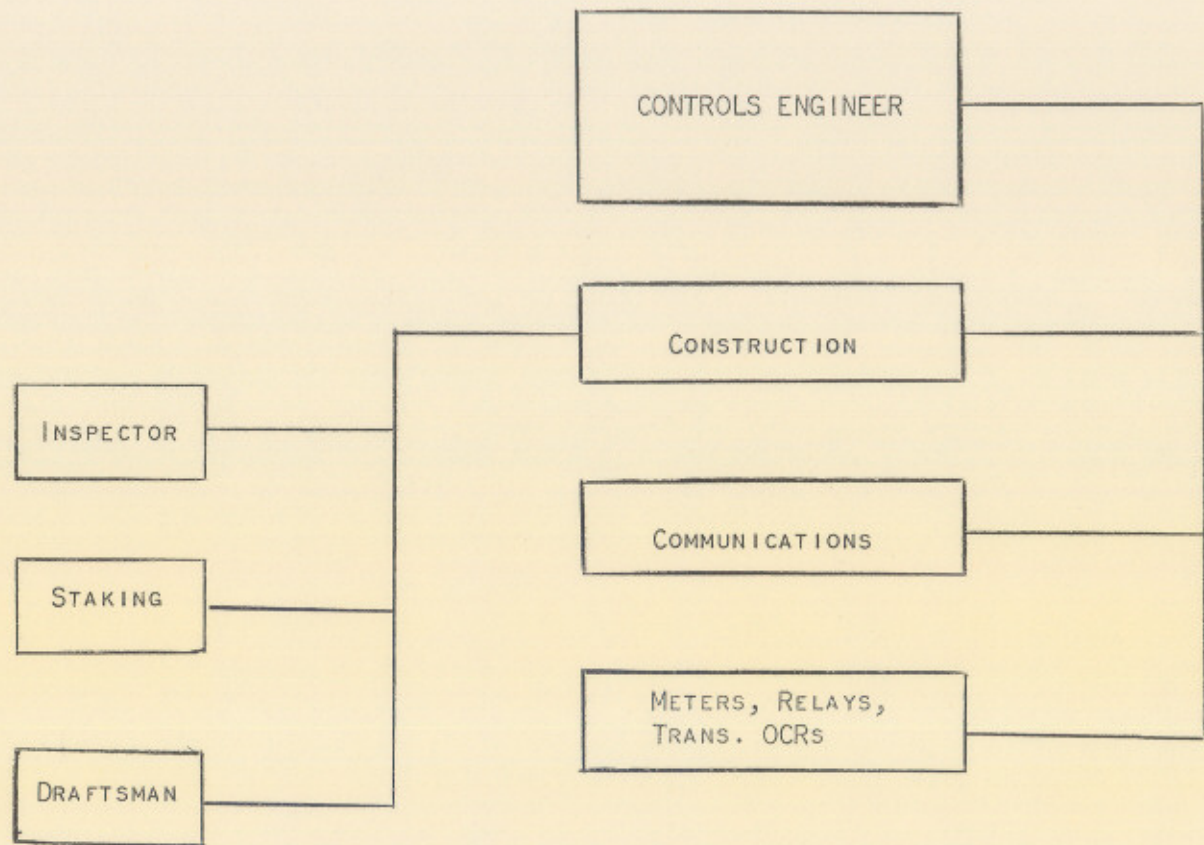 CONTROLS ENGINEER
CONSTRUCTION
INSPECTOR
COMMUNICATIONS
STAKING
METERS, RELAYS,
TRANS. OCRS
DRAFTSMAN